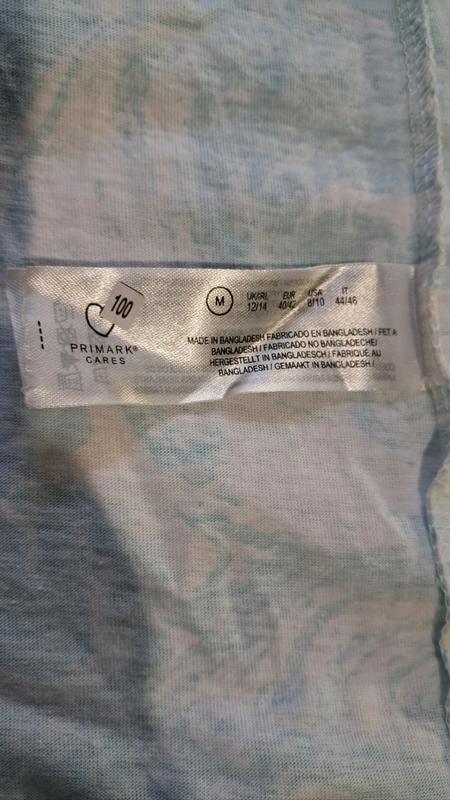 100
PRIMARK®
CARES
M
UK/IRL EUR USA IT
12/14 40/42 8/10 44/46
MADE IN BANGLADESH FABRICADO EN BANGLADESH / FET A
BANGLADESH / FABRICADO NO BANGLADECHE/
HERGESTELLT IN BANGLADESCH / FABRIQUÉ AU
BANGLADESH / GEMAAKT IN BANGLADESH /